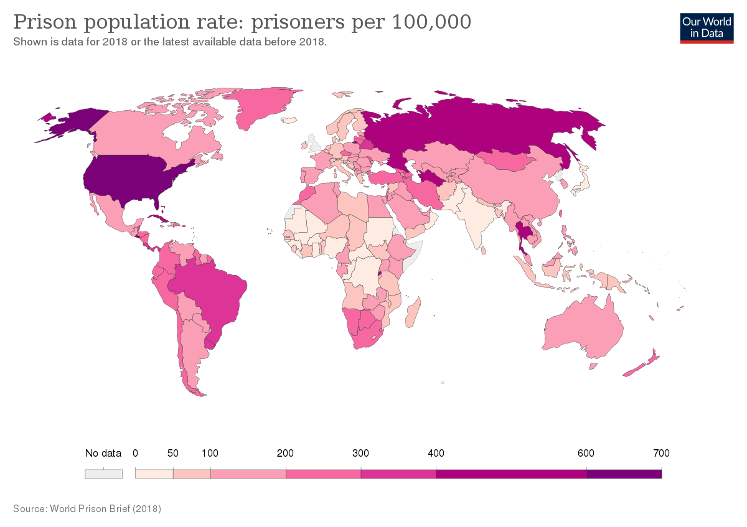 Prison population rate: prisoners per 100,000
Shown is data for 2018 or the latest available data before 2018.
Our World
in Data
No data 0 50 100 200 300 400 600 700
Source: World Prison Brief (2018)